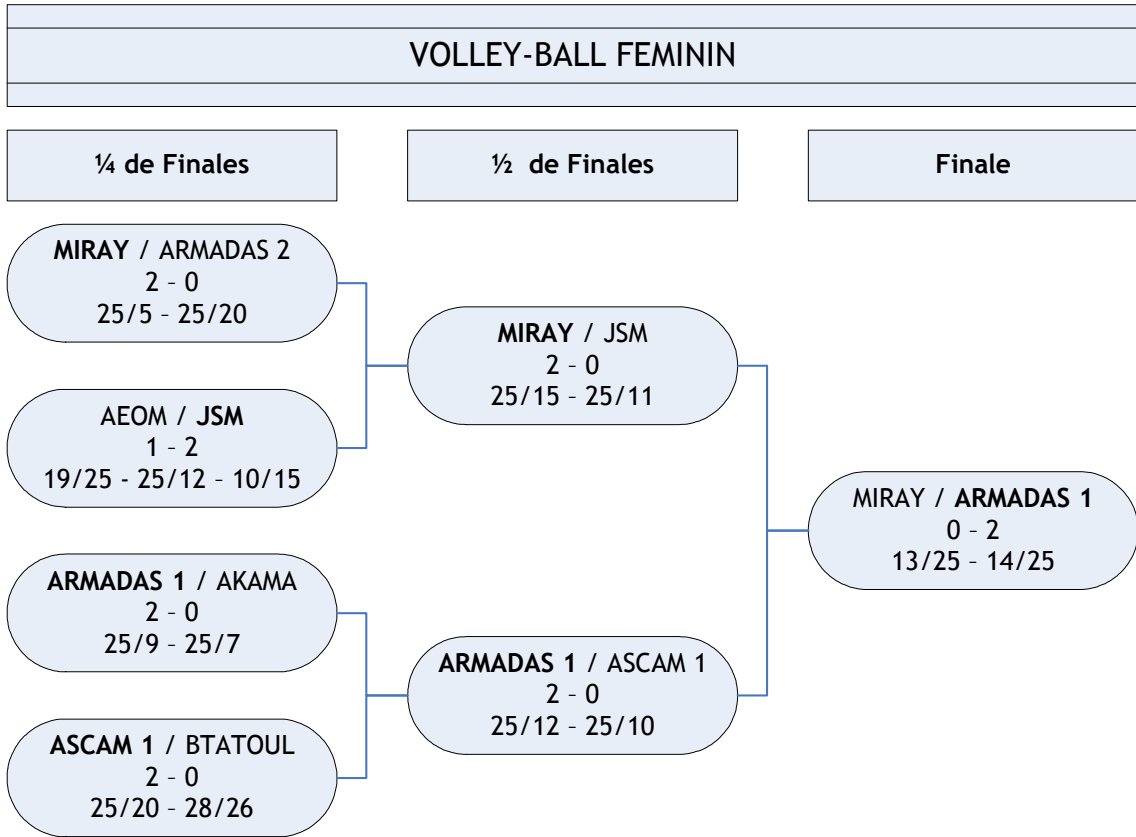 VOLLEY-BALL FEMININ
¼ de Finales
½ de Finales
Finale
MIRAY / ARMADAS 2
2 - 0
25/5 - 25/20
AEOM / JSM
1 - 2
19/25 - 25/12 - 10/15
ARMADAS 1 / AKAMA
2 - 0
25/9 - 25/7
ASCAM 1 / BTATOUL
2 - 0
25/20 - 28/26
MIRAY / JSM
2 - 0
25/15 - 25/11
ARMADAS 1 / ASCAM 1
2 - 0
25/12 - 25/10
MIRAY / ARMADAS 1
0 - 2
13/25 - 14/25